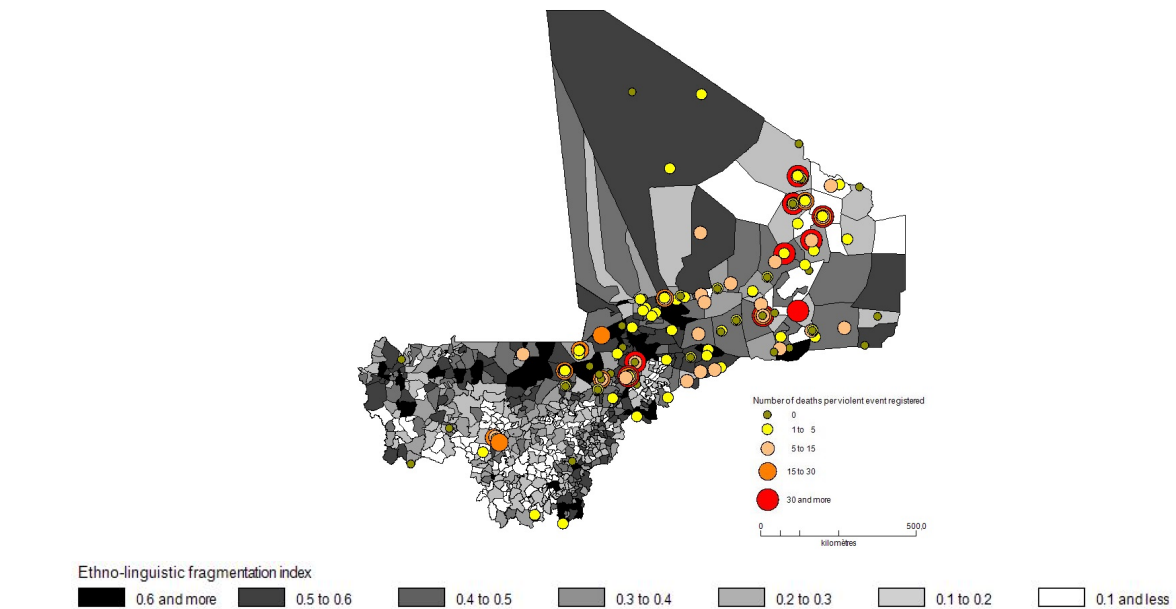 Number of deaths per violent event registered
0
1 to 5
5 to 15
15 to 30
30 and more
0 500,0
kilomètres
Ethno-linguistic fragmentation index
0.6 and more 0.5 to 0.6 0.4 to 0.5 0.3 to 0.4 0.2 to 0.3 0.1 to 0.2 0.1 and less